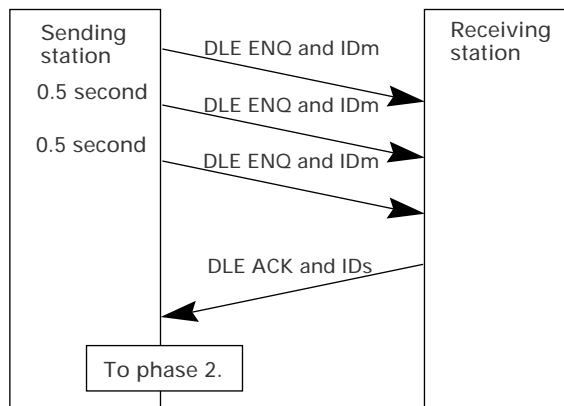 Sending
station
Receiving
station
DLE ENQ and IDm
0.5 second
DLE ENQ and IDm
0.5 second
DLE ENQ and IDm
DLE ACK and IDs
To phase 2.